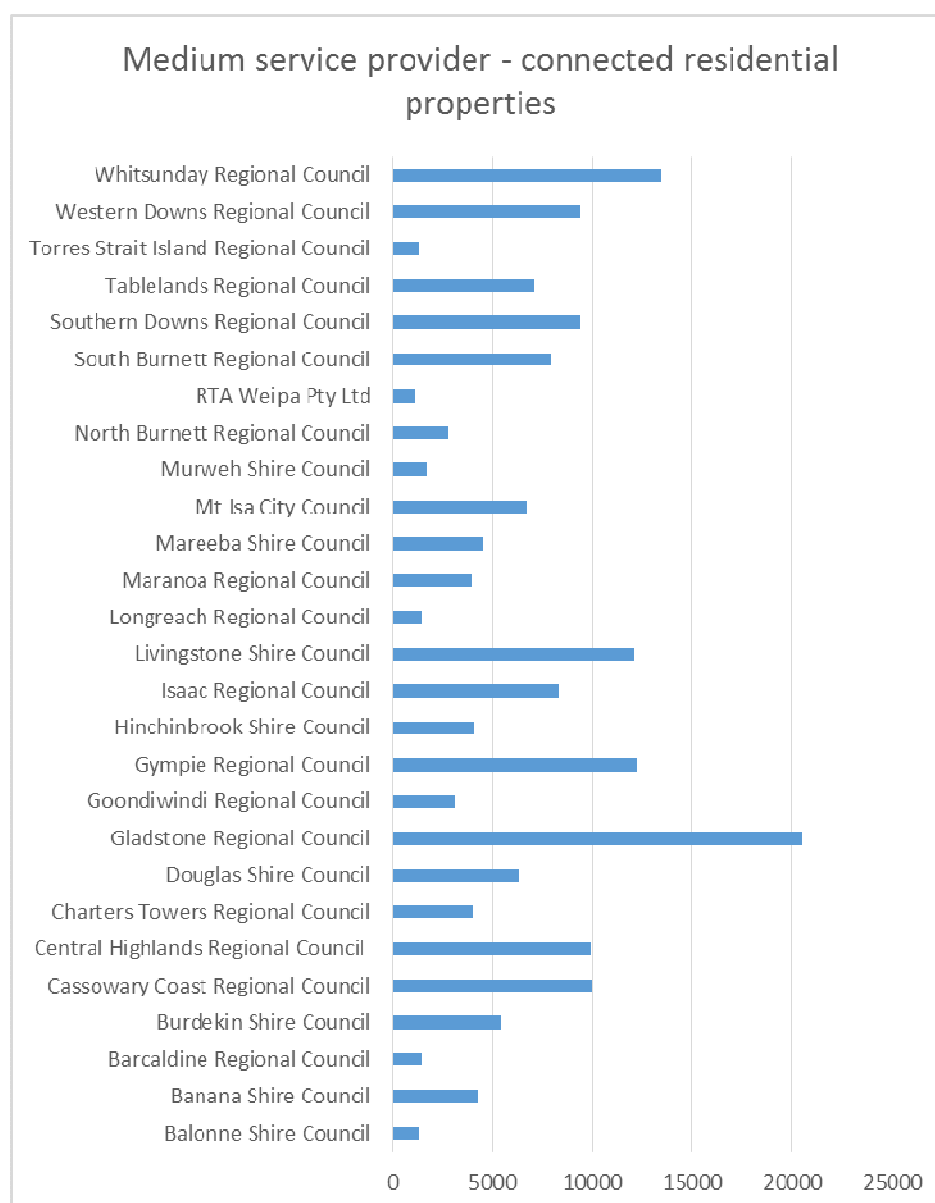 Medium service provider - connected residential
properties
Whitsunday Regional Council
Western Downs Regional Council
Torres Strait Island Regional Council
Tablelands Regional Council
Southern Downs Regional Council
South Burnett Regional Council
RTA Weipa Pty Ltd
North Burnett Regional Council
Murweh Shire Council
Mt Isa City Council
Mareeba Shire Council
Maranoa Regional Council
Longreach Regional Council
Livingstone Shire Council
Isaac Regional Council
Hinchinbrook Shire Council
Gympie Regional Council
Goondiwindi Regional Council
Gladstone Regional Council
Douglas Shire Council
Charters Towers Regional Council
Central Highlands Regional Council
Cassowary Coast Regional Council
Burdekin Shire Council
Barcaldine Regional Council
Banana Shire Council
Balonne Shire Council
0 5000 10000 15000 20000 25000